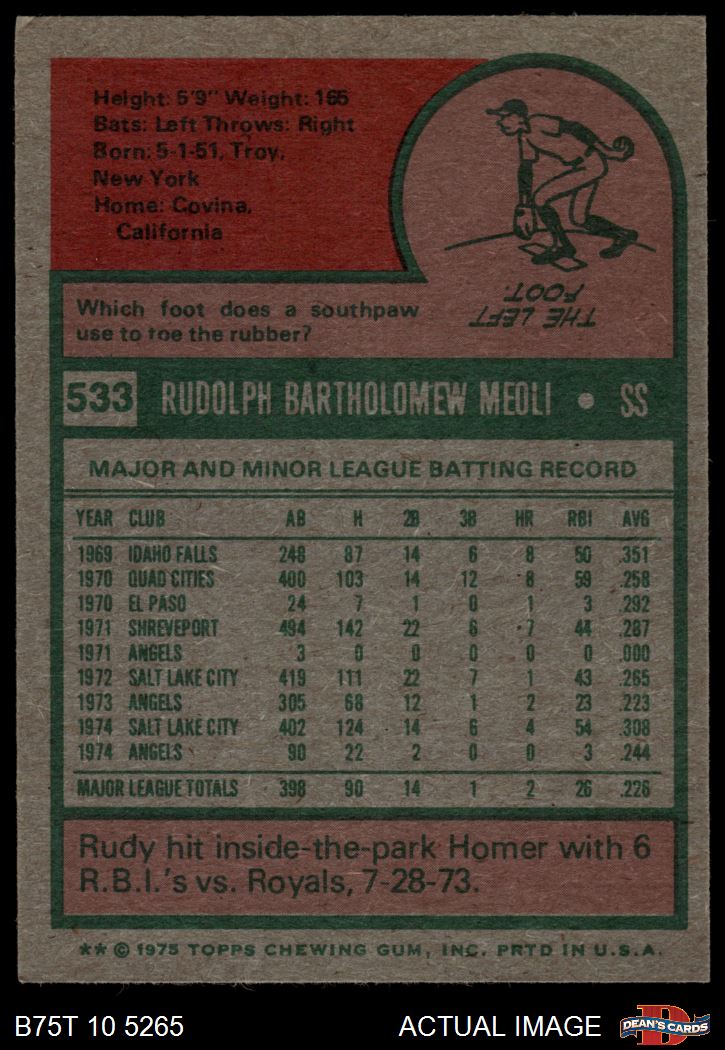 Height: 5'9" Weight: 165
Bats: Left Throws: Right
Born: 5-1-51, Troy,
New York
Home: Covina,
California
Which foot does a southpaw
use to toe the rubber?
THE LEFT
FOOT.
533 RUDOLPH BARTHOLOMEW MEOLI • SS
MAJOR AND MINOR LEAGUE BATTING RECORD
YEAR CLUB AB H 2B 3B HR RBI AVG
1969 IDAHO FALLS 248 87 14 6 8 50 .351
1970 QUAD CITIES 400 103 14 12 8 59 .258
1970 EL PASO 24 7 1 0 1 3 .292
1971 SHREVEPORT 494 142 22 6 7 44 .287
1971 ANGELS 3 0 0 0 0 0 .000
1972 SALT LAKE CITY 419 111 22 7 1 43 .265
1973 ANGELS 305 68 12 1 2 23 .223
1974 SALT LAKE CITY 402 124 14 6 4 54 .308
1974 ANGELS 90 22 2 0 0 3 .244
MAJOR LEAGUE TOTALS 398 90 14 1 2 26 .226
Rudy hit inside-the-park Homer with 6
R.B.I.'s vs. Royals, 7-28-73.
** © 1975 TOPPS CHEWING GUM, INC. PRTD IN U.S.A.
B75T 10 5265 ACTUAL IMAGE D DEAN'S CARDS